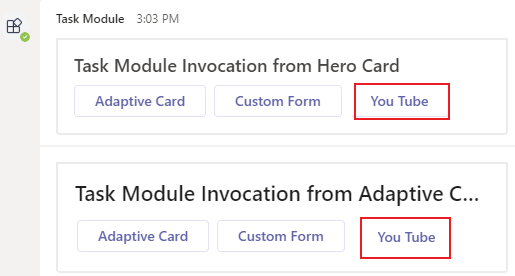 Task Module 3:03 PM
Task Module Invocation from Hero Card
Adaptive Card Custom Form You Tube
Task Module Invocation from Adaptive C...
Adaptive Card Custom Form You Tube